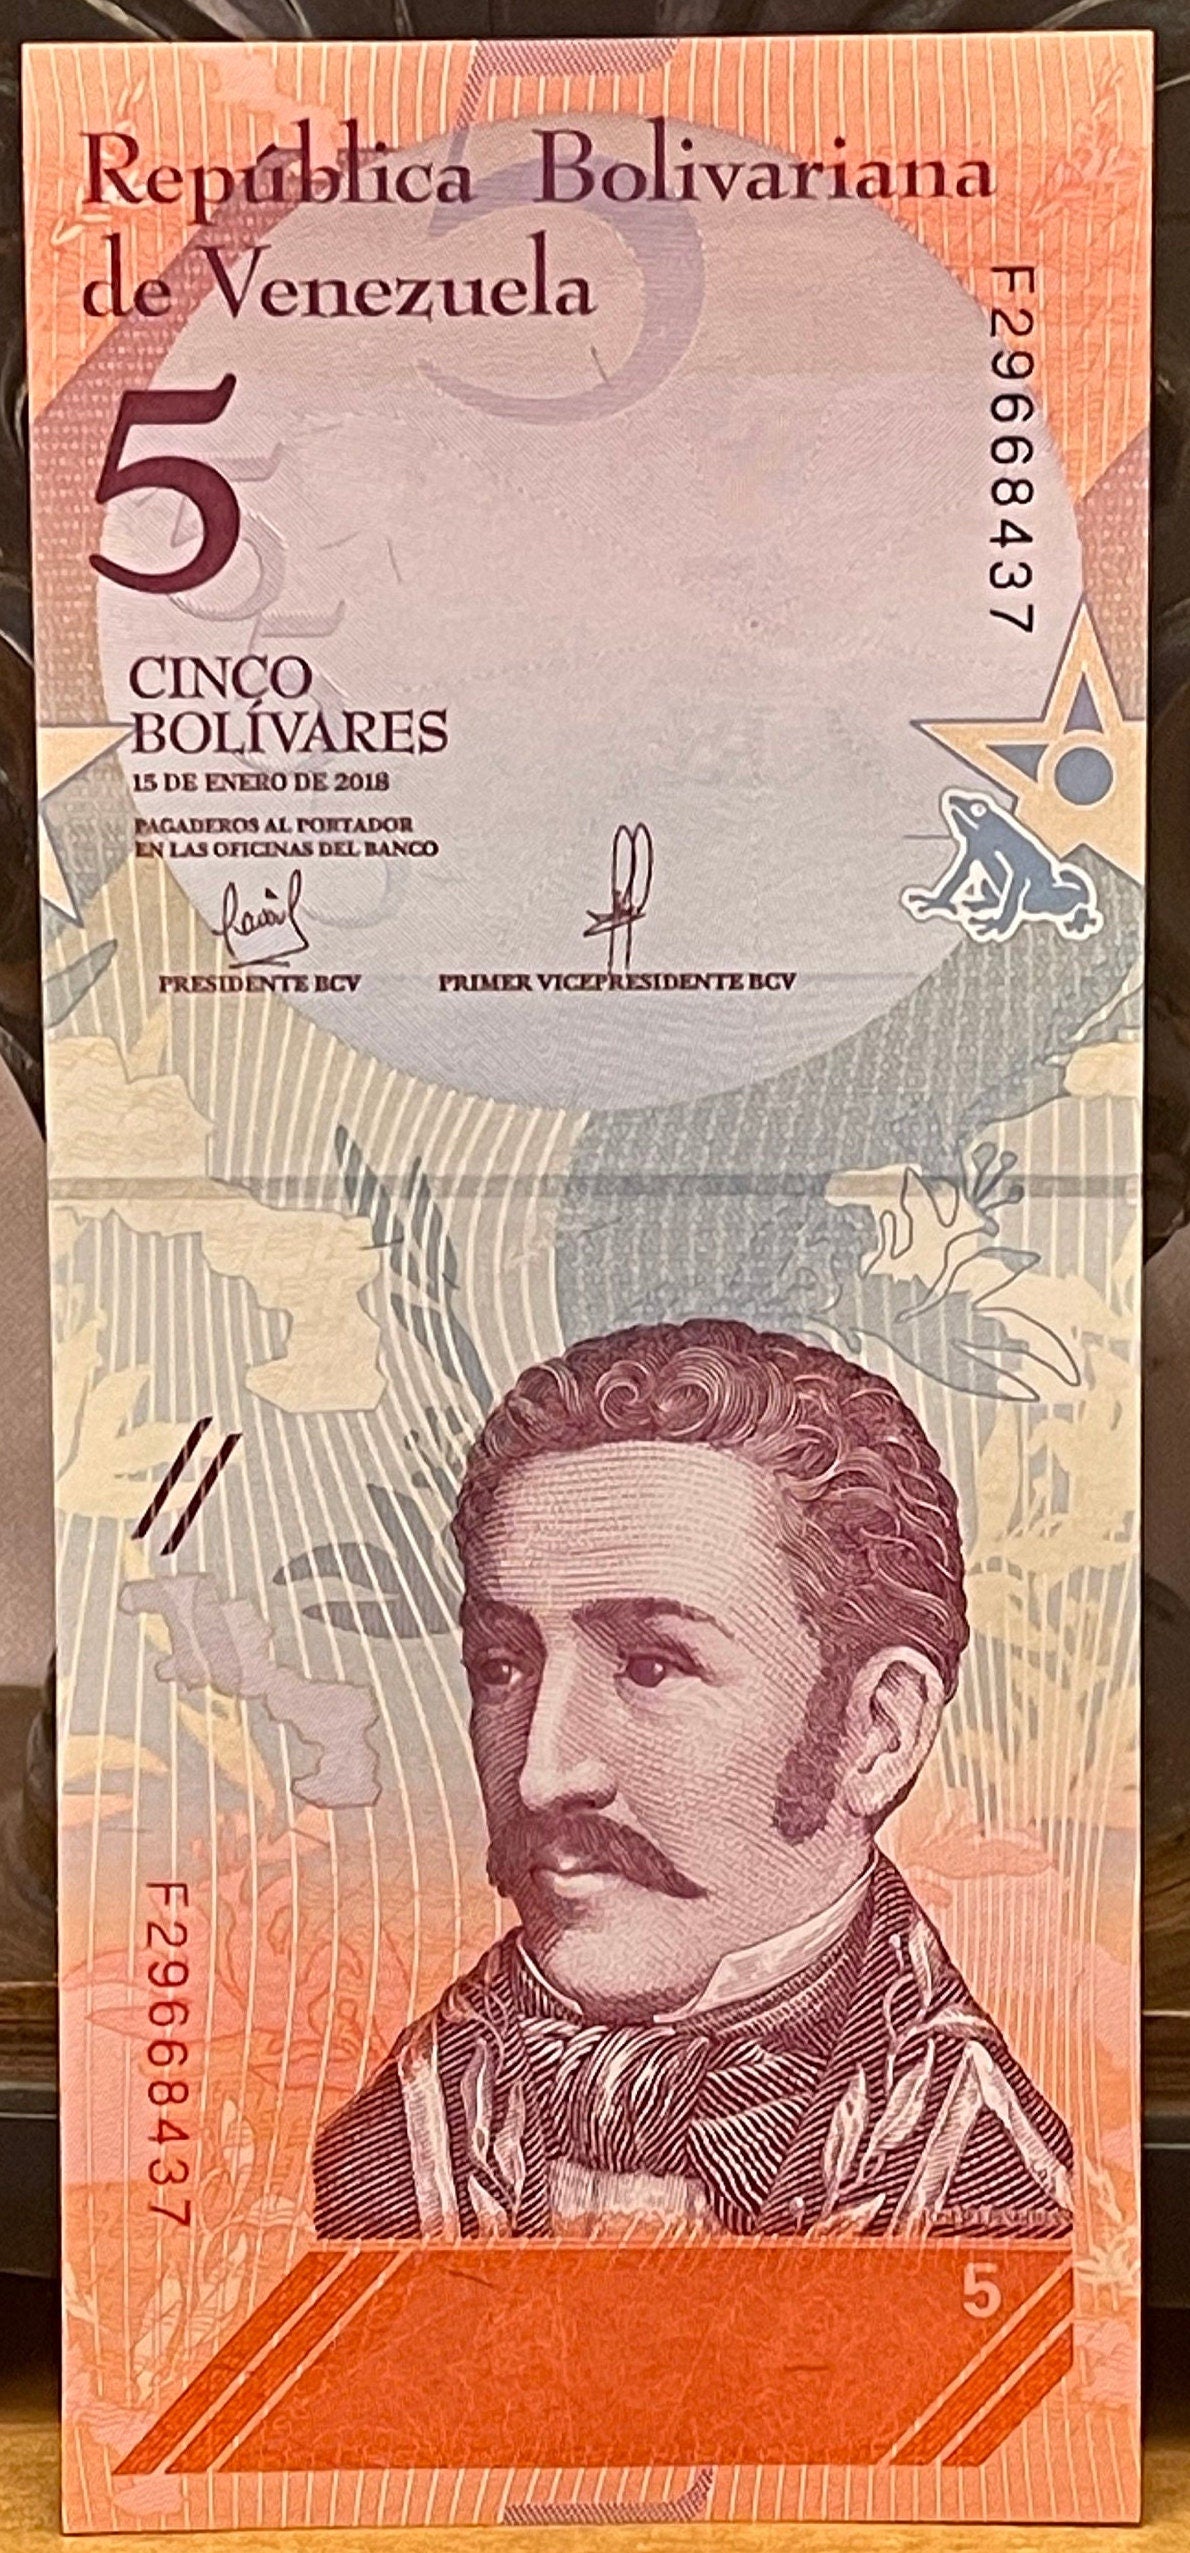 República Bolivariana
de Venezuela
5
5
F29668437
CINCO
BOLÍVARES
15 DE ENERO DE 2018
PAGADEROS AL PORTADOR
EN LAS OFICINAS DEL BANCO
PRESIDENTE BCV
PRIMER VICEPRESIDENTE BCV
F29668437
5